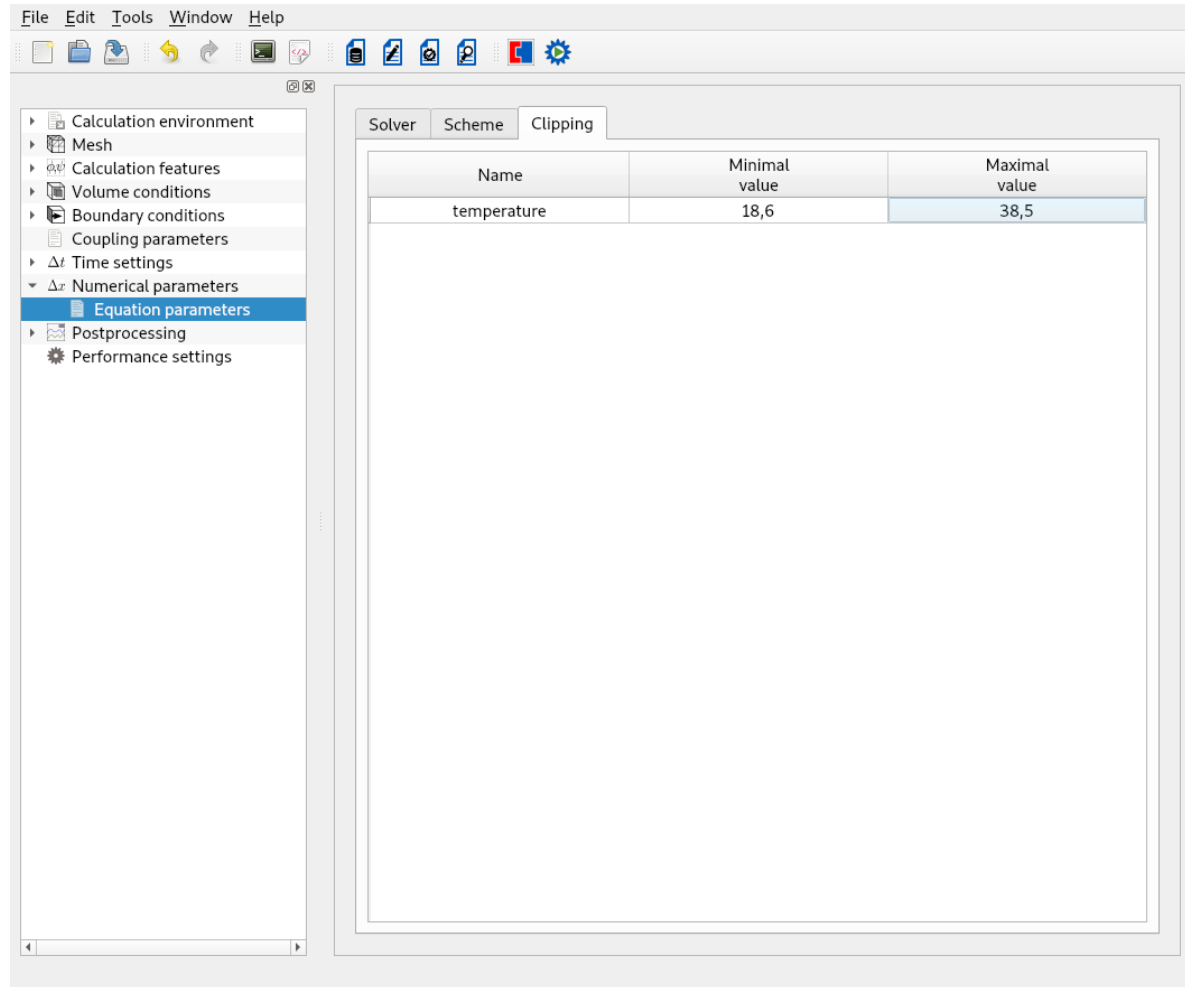 File Edit Tools Window Help
Calculation environment
Mesh
Calculation features
Volume conditions
Boundary conditions
Coupling parameters
Δt Time settings
Δx Numerical parameters
Equation parameters
Postprocessing
Performance settings
Solver Scheme Clipping
Name Minimal value Maximal value
temperature 18,6 38,5